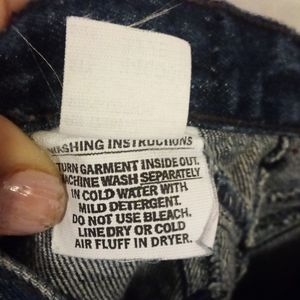 WASHING INSTRUCTIONS
TURN GARMENT INSIDE OUT.
MACHINE WASH SEPARATELY
IN COLD WATER WITH
MILD DETERGENT.
DO NOT USE BLEACH.
LINE DRY OR COLD
AIR FLUFF IN DRYER.